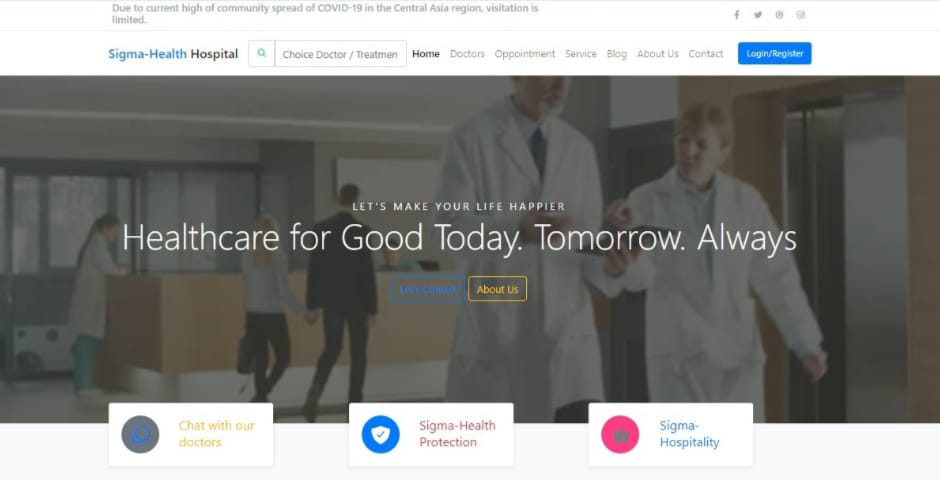 Due to current high of community spread of COVID-19 in the Central Asia region, visitation is
limited.
Sigma-Health Hospital
Choice Doctor / Treatmen
Home Doctors Appointment Service Blog About Us Contact
Login/Register
LET'S MAKE YOUR LIFE HAPPIER
Healthcare for Good Today. Tomorrow. Always
Let's Consult
About Us
Chat with our
doctors
Sigma-Health
Protection
Sigma-
Hospitality